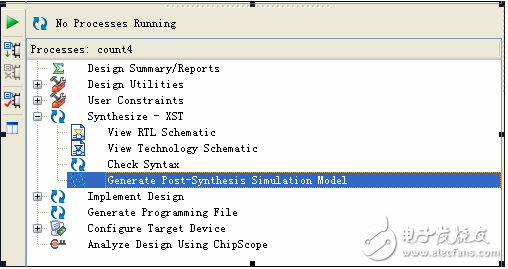 No Processes Running
Processes: count4
Design Summary/Reports
Design Utilities
User Constraints
Synthesize - XST
View RTL Schematic
View Technology Schematic
Check Syntax
Generate Post-Synthesis Simulation Model
Implement Design
Generate Programming File
Configure Target Device
Analyze Design Using ChipScope
电子发烧友
www.elecfans.com